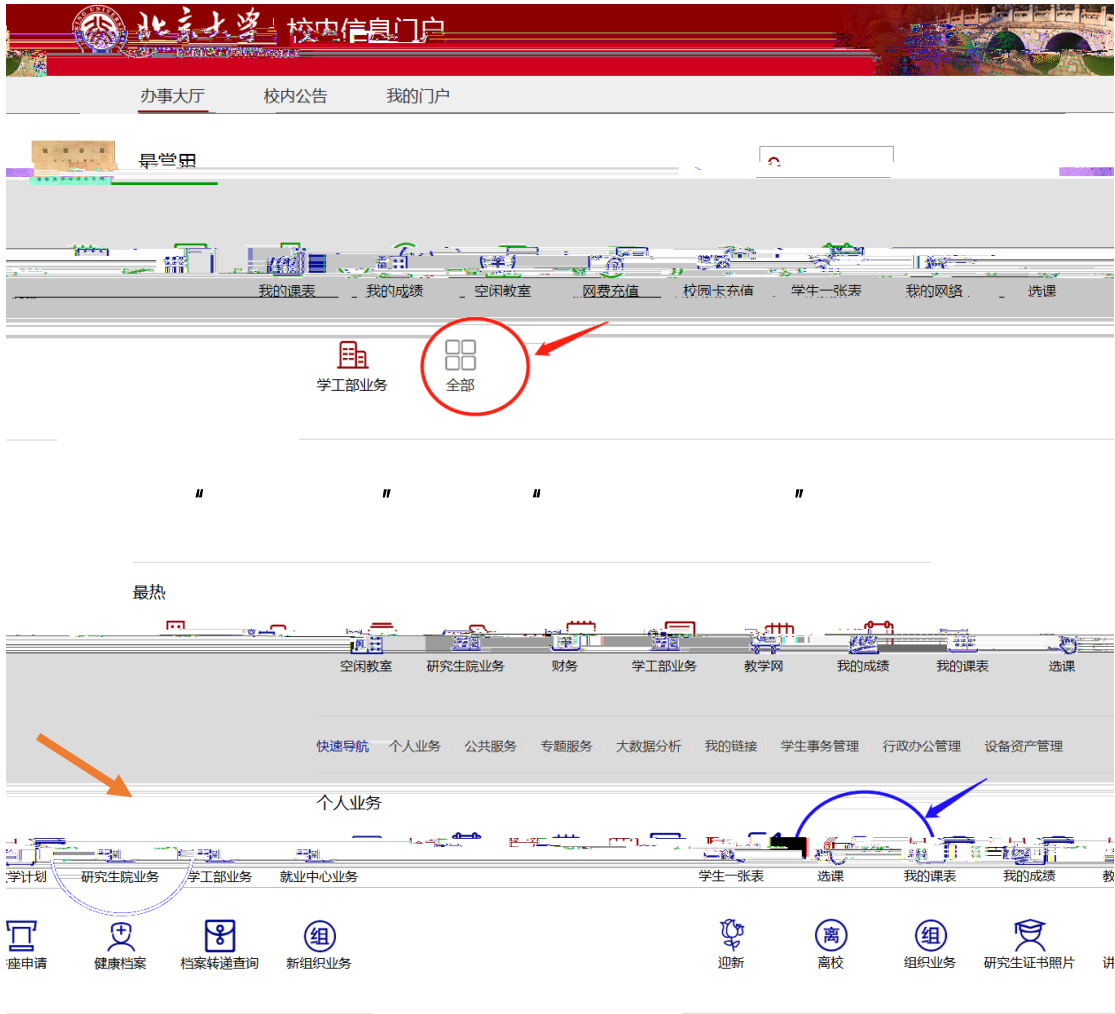 北京大学 校内信息门户
办事大厅 校内公告 我的门户
最常用
我的课表 我的成绩 空闲教室 网费充值 校园卡充值 学生一张表 我的网络 选课
学工部业务 全部
“ ” “ ”
最热
空闲教室 研究生院业务 财务 学工部业务 教学网 我的成绩 我的课表 选课
快速导航 个人业务 公共服务 专题服务 大数据分析 我的链接 学生事务管理 行政办公管理 设备资产管理
个人业务
学计划 研究生院业务 学工部业务 就业中心业务 学生一张表 选课 我的课表 我的成绩 教
组 离 组
座申请 健康档案 档案转递查询 新组织业务 迎新 离校 组织业务 研究生证书照片 讲